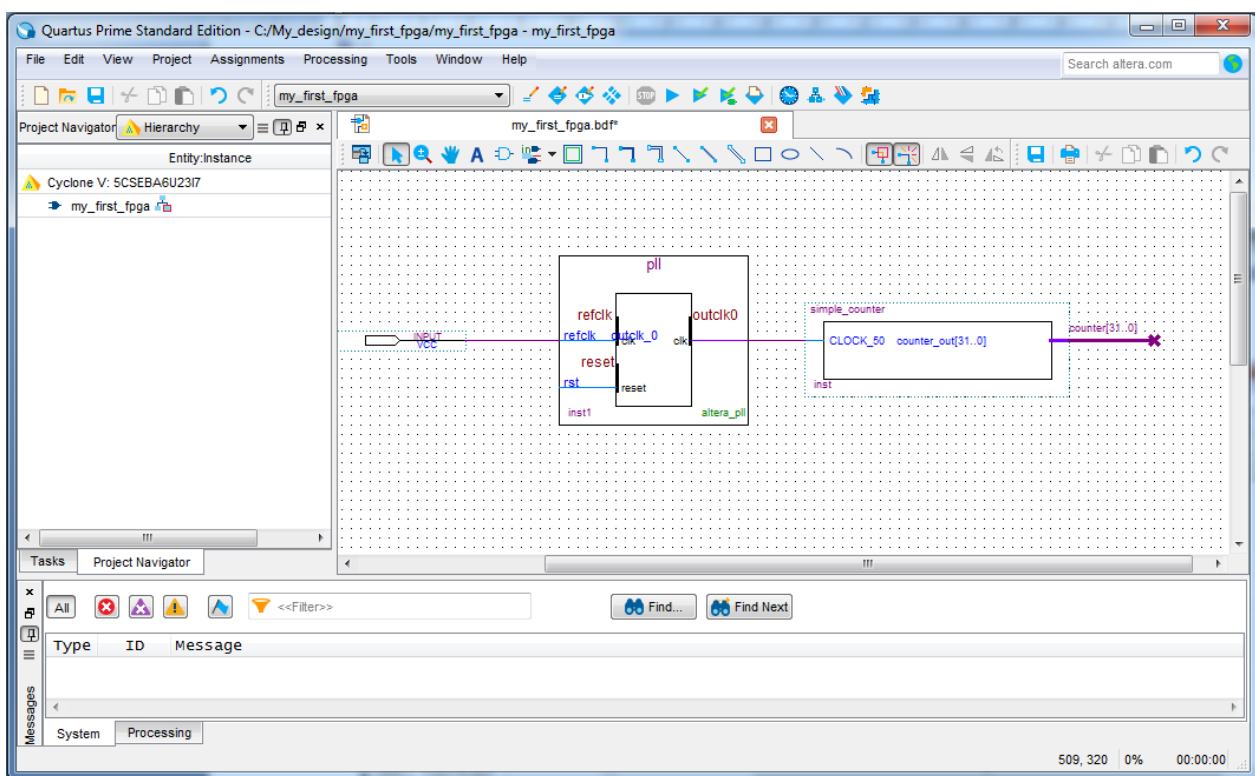 Quartus Prime Standard Edition - C:/My_design/my_first_fpga/my_first_fpga - my_first_fpga
File Edit View Project Assignments Processing Tools Window Help
Search altera.com
my_first_fpga
Project Navigator Hierarchy
my_first_fpga.bdf*
Entity:Instance
Cyclone V: 5CSEBA6U23I7
my_first_fpga
pll
refclk outclk0
simple_counter
INPUT
VCC
refclk outclk_0
clk clk
CLOCK_50 counter_out[31..0]
counter[31..0]
reset
rst
reset
inst
inst1 altera_pll
Tasks Project Navigator
All
<<Filter>>
Find... Find Next
Type ID Message
Messages
System Processing
509, 320 0% 00:00:00